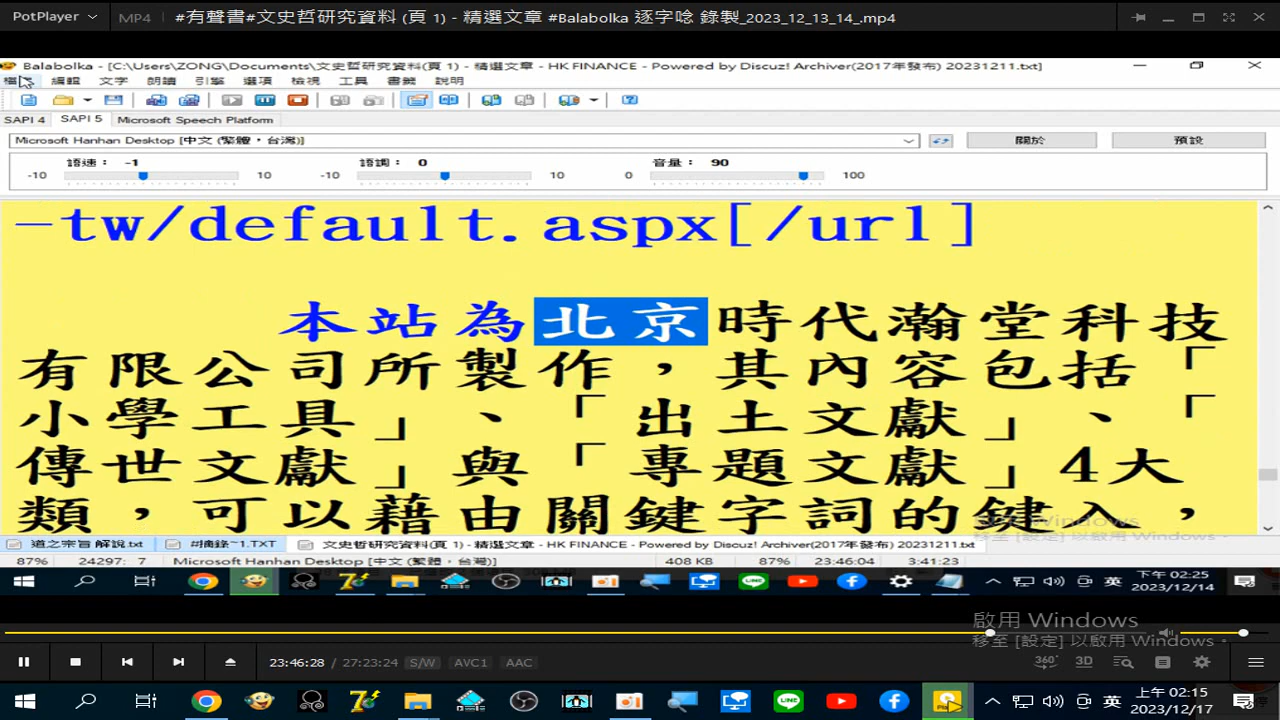 PotPlayer MP4 #有聲書#文史哲研究資料 (頁 1) - 精選文章 #Balabolka 逐字唸 錄製_2023_12_13_14_.mp4
Balabolka - [C:\Users\ZONG\Documents\文史哲研究資料(頁 1) - 精選文章 - HK FINANCE - Powered by Discuz! Archiver(2017年發布) 20231211.txt]
檔案 編輯 文字 朗讀 引擎 選項 檢視 工具 書籤 說明
SAPI 4 SAPI 5 Microsoft Speech Platform
Microsoft Hanhan Desktop [中文 (繁體，台灣)] 關於 預設
語速： -1 語調： 0 音量： 90
-10 10 -10 10 0 100
-tw/default.aspx[/url]
本站為北京時代瀚堂科技
有限公司所製作，其內容包括「
小學工具」、「出土文獻」、「
傳世文獻」與「專題文獻」4大
類，可以藉由關鍵字詞的鍵入，
啟用 Windows
移至 [設定] 以啟用 Windows。
道之宗旨 解說.txt #摘錄~1.TXT 文史哲研究資料(頁 1) - 精選文章 - HK FINANCE - Powered by Discuz! Archiver(2017年發布) 20231211.txt
87% 24297: 7 Microsoft Hanhan Desktop [中文 (繁體，台灣)] 408 KB 87% 23:46:04 3:41:23
英 下午 02:25
2023/12/14
啟用 Windows
移至 [設定] 以啟用 Windows。
23:46:28 / 27:23:24 S/W AVC1 AAC 360° 3D
英 上午 02:15
2023/12/17